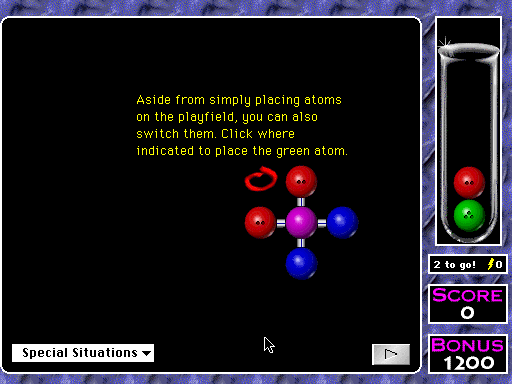 Aside from simply placing atoms
on the playfield, you can also
switch them. Click where
indicated to place the green atom.
2 to go! 0
SCORE
0
BONUS
1200
Special Situations